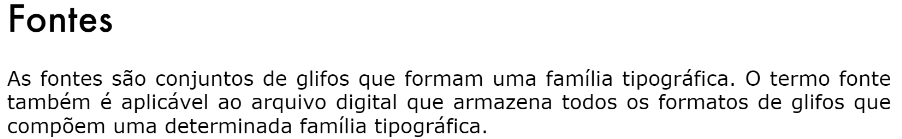 Fontes
As fontes são conjuntos de glifos que formam uma família tipográfica. O termo fonte
também é aplicável ao arquivo digital que armazena todos os formatos de glifos que
compõem uma determinada família tipográfica.